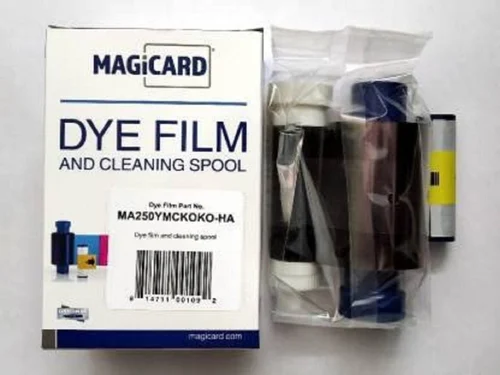 MAGiCARD
DYE FILM
AND CLEANING SPOOL
Dye Film Part No.
MA250YMCKOKO-HA
Dye film and cleaning spool
magicard.com